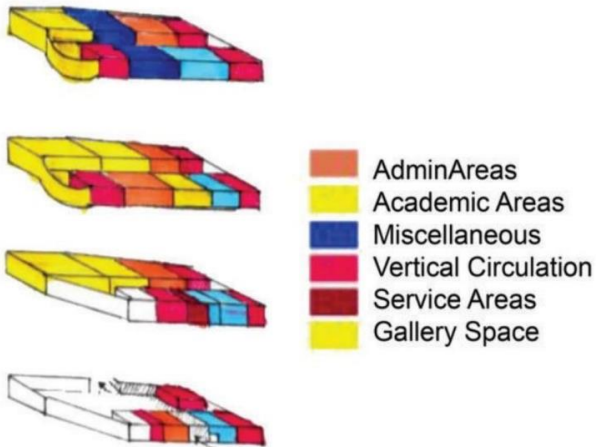 AdminAreas
Academic Areas
Miscellaneous
Vertical Circulation
Service Areas
Gallery Space